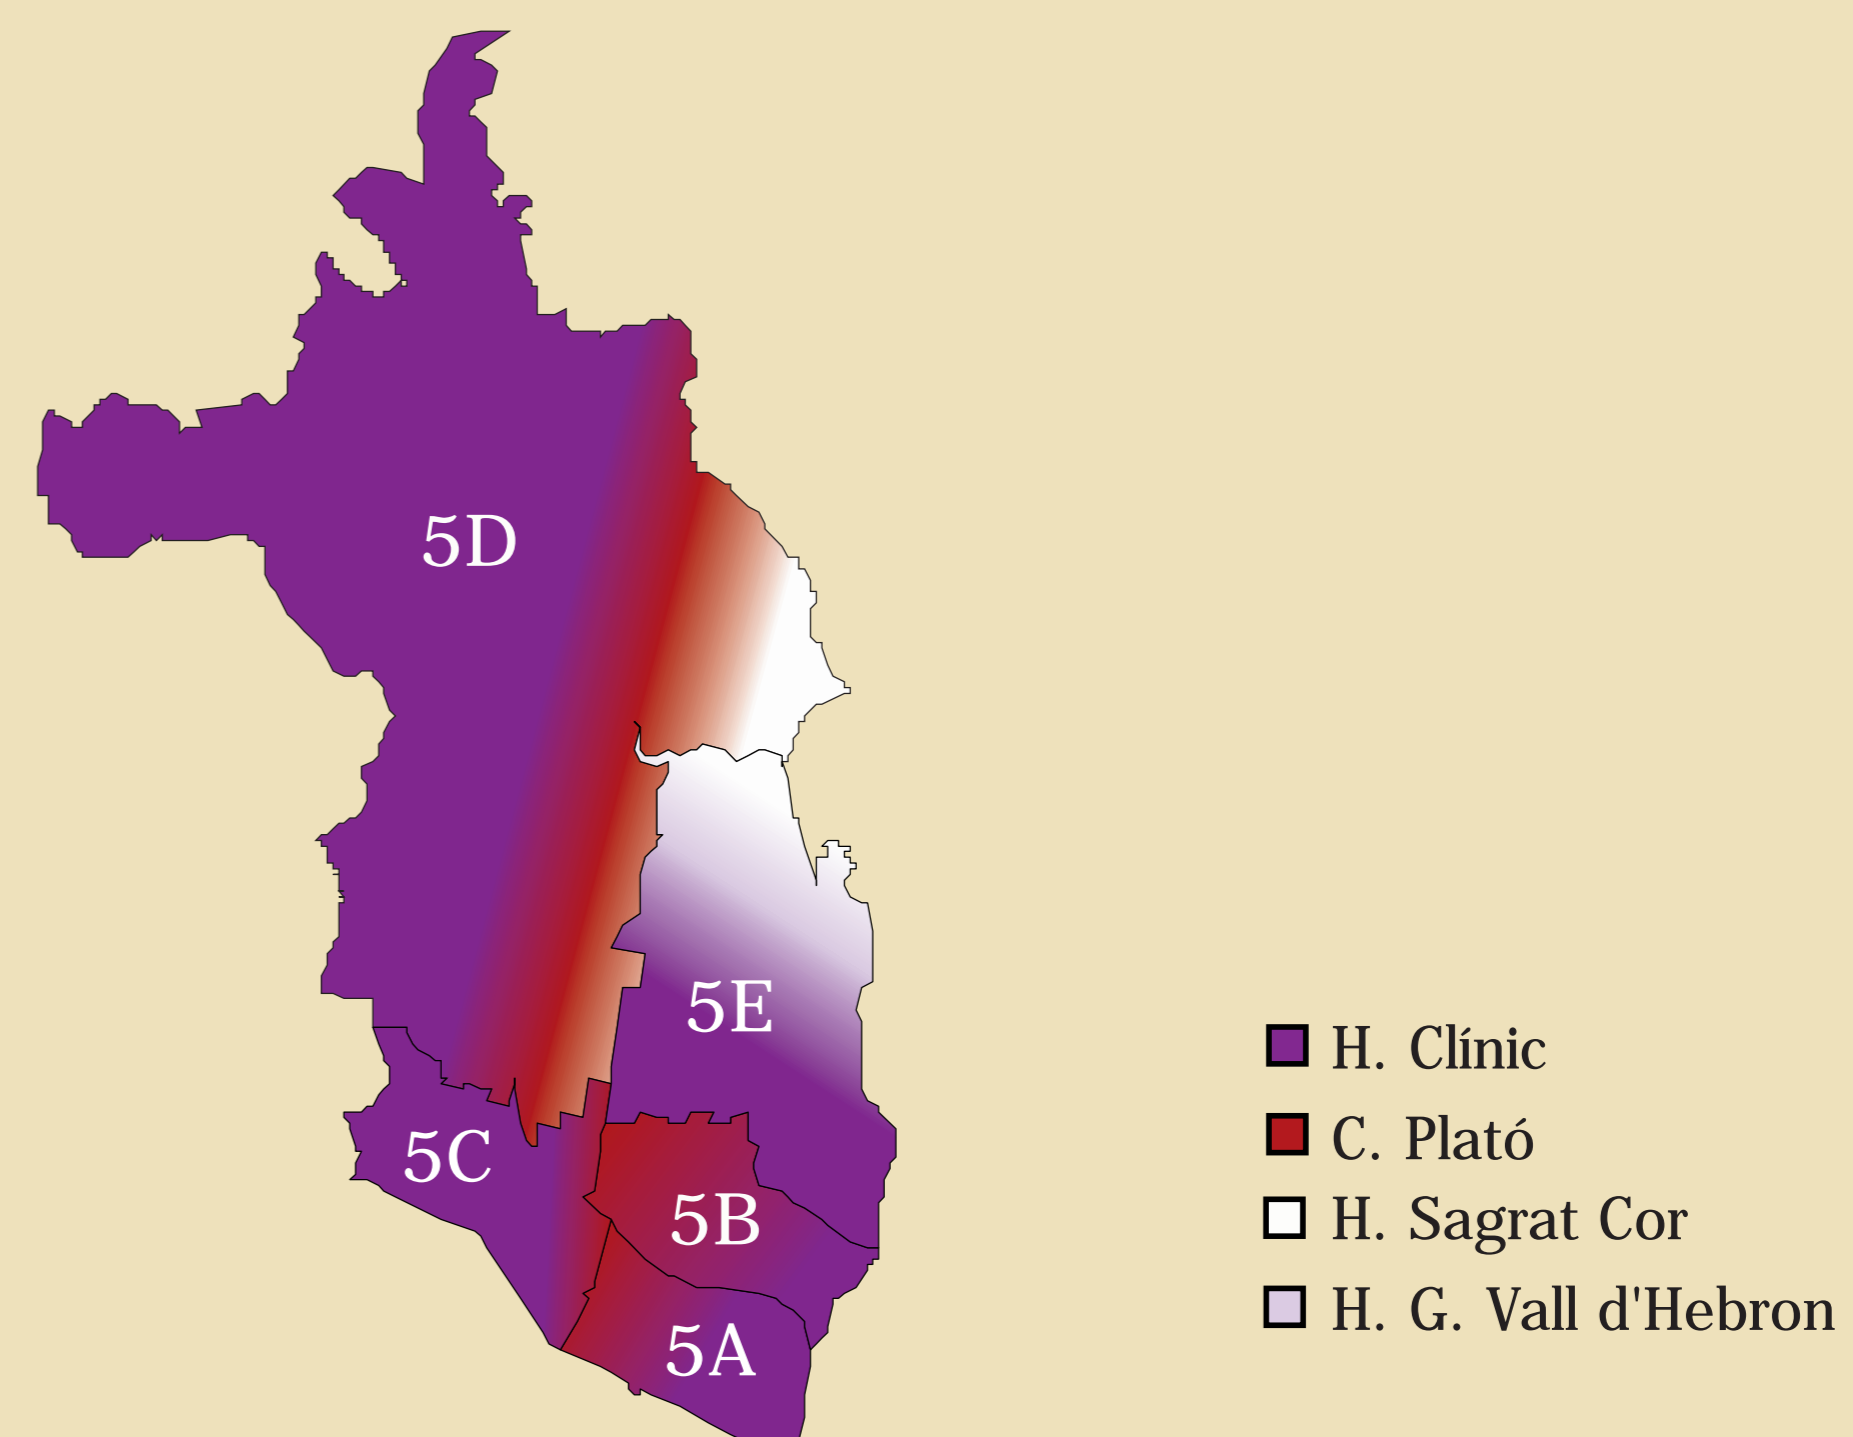 5D
5E
5C
5B
5A
H. Clínic
C. Plató
H. Sagrat Cor
H. G. Vall d'Hebron